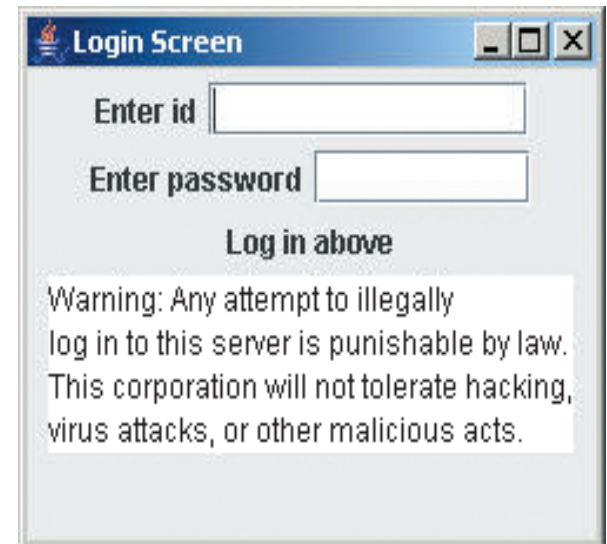 Login Screen
Enter id
Enter password
Log in above
Warning: Any attempt to illegally
log in to this server is punishable by law.
This corporation will not tolerate hacking,
virus attacks, or other malicious acts.